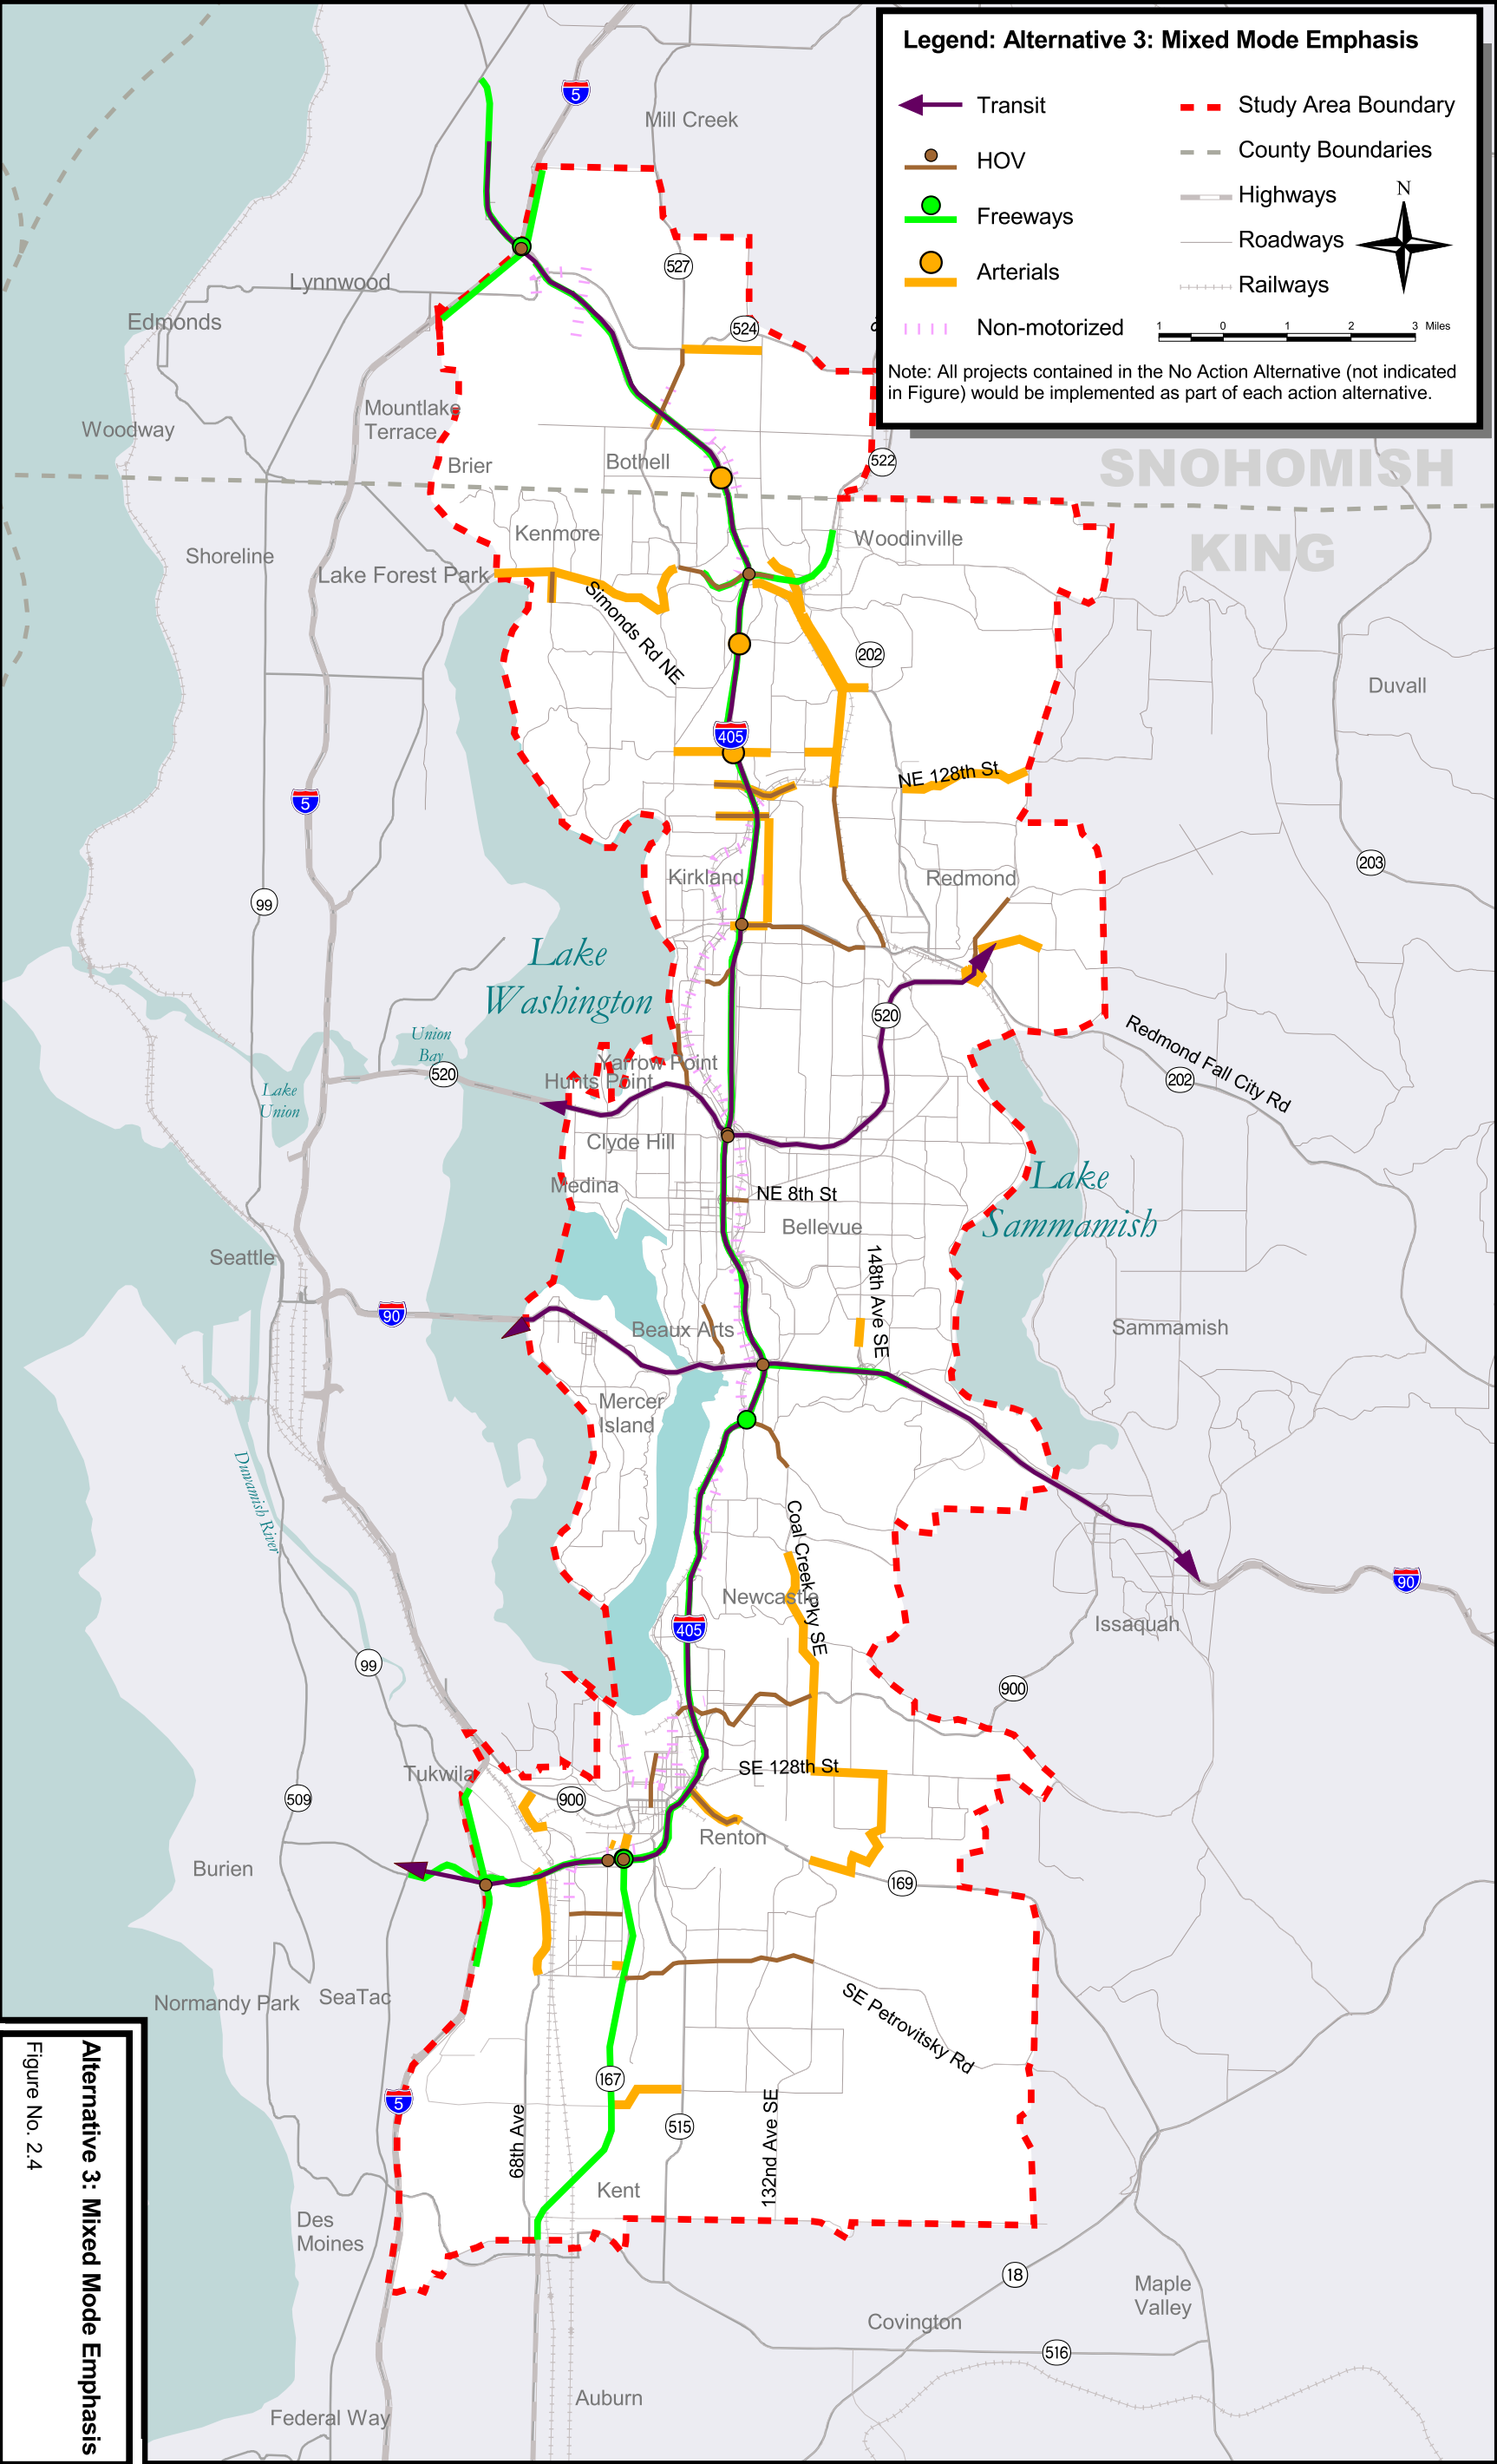 Legend: Alternative 3: Mixed Mode Emphasis
Transit
HOV
Freeways
Arterials
Non-motorized
Study Area Boundary
County Boundaries
Highways
Roadways
Railways
N
1 0 1 2 3 Miles
Note: All projects contained in the No Action Alternative (not indicated
in Figure) would be implemented as part of each action alternative.
5
Mill Creek
527
Lynnwood
Edmonds
524
Mountlake
Terrace
Woodway
Brier
Bothell
522
SNOHOMISH
KING
Kenmore
Woodinville
Shoreline
Lake Forest Park
Simonds Rd NE
202
Duvall
405
NE 128th St
5
203
Kirkland
Redmond
99
Lake
Washington
520
Union
Bay
520
Yarrow Point
Hunts Point
Lake
Union
Redmond Fall City Rd
202
Clyde Hill
Medina
NE 8th St
Lake
Sammamish
Bellevue
Seattle
148th Ave SE
90
Beaux Arts
Sammamish
Mercer
Island
Duwamish River
Coal Creek Pky SE
Newcastle
90
405
Issaquah
99
900
SE 128th St
Tukwila
509
900
Renton
Burien
169
Normandy Park
SeaTac
SE Petrovitsky Rd
167
5
68th Ave
515
132nd Ave SE
Kent
Des
Moines
18
Maple
Valley
Covington
516
Auburn
Federal Way
Alternative 3: Mixed Mode Emphasis
Figure No. 2.4